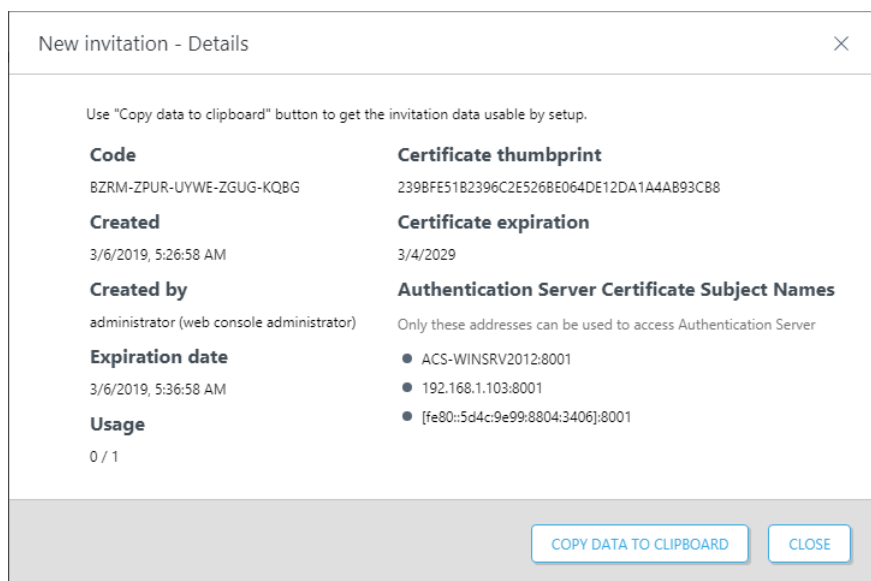 New invitation - Details
Use "Copy data to clipboard" button to get the invitation data usable by setup.
Code
BZRM-ZPUR-UYWE-ZGUG-KQBG
Created
3/6/2019, 5:26:58 AM
Created by
administrator (web console administrator)
Expiration date
3/6/2019, 5:36:58 AM
Usage
0 / 1
Certificate thumbprint
239BFE51B2396C2E526BE064DE12DA1A4AB93CB8
Certificate expiration
3/4/2029
Authentication Server Certificate Subject Names
Only these addresses can be used to access Authentication Server
ACS-WINSRV2012:8001
192.168.1.103:8001
[fe80::5d4c:9e99:8804:3406]:8001
COPY DATA TO CLIPBOARD
CLOSE